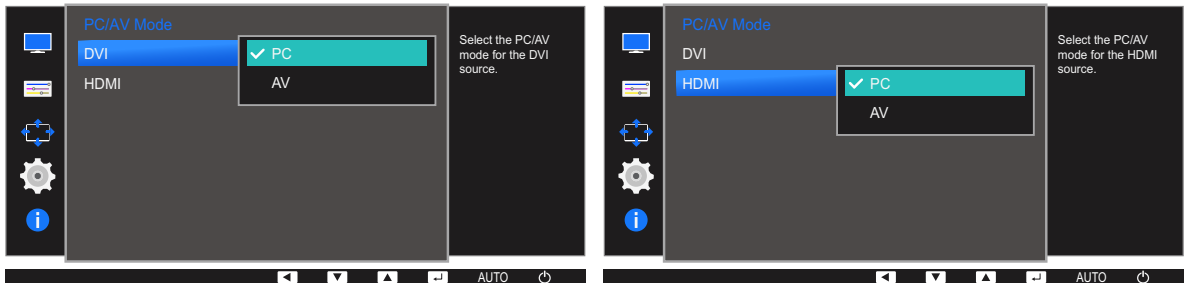 PC/AV Mode
DVI
PC
HDMI
AV
Select the PC/AV
mode for the DVI
source.
AUTO
PC/AV Mode
DVI
HDMI
PC
AV
Select the PC/AV
mode for the HDMI
source.
AUTO